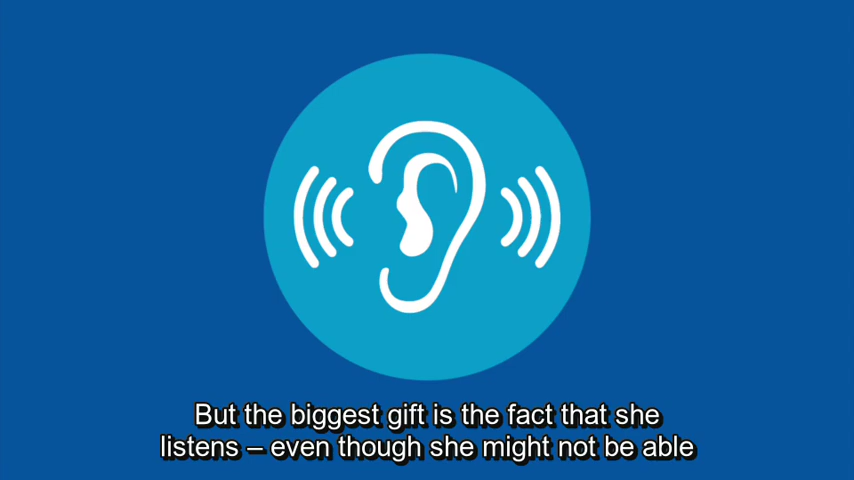 But the biggest gift is the fact that she
listens – even though she might not be able